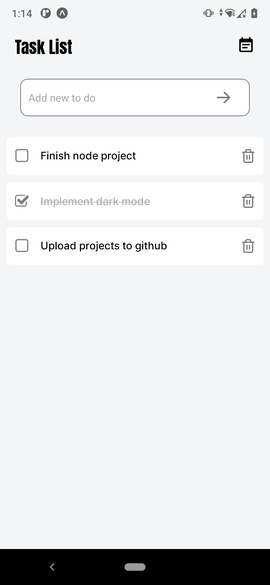 1:14
Task List
Add new to do
Finish node project
Implement dark mode
Upload projects to github